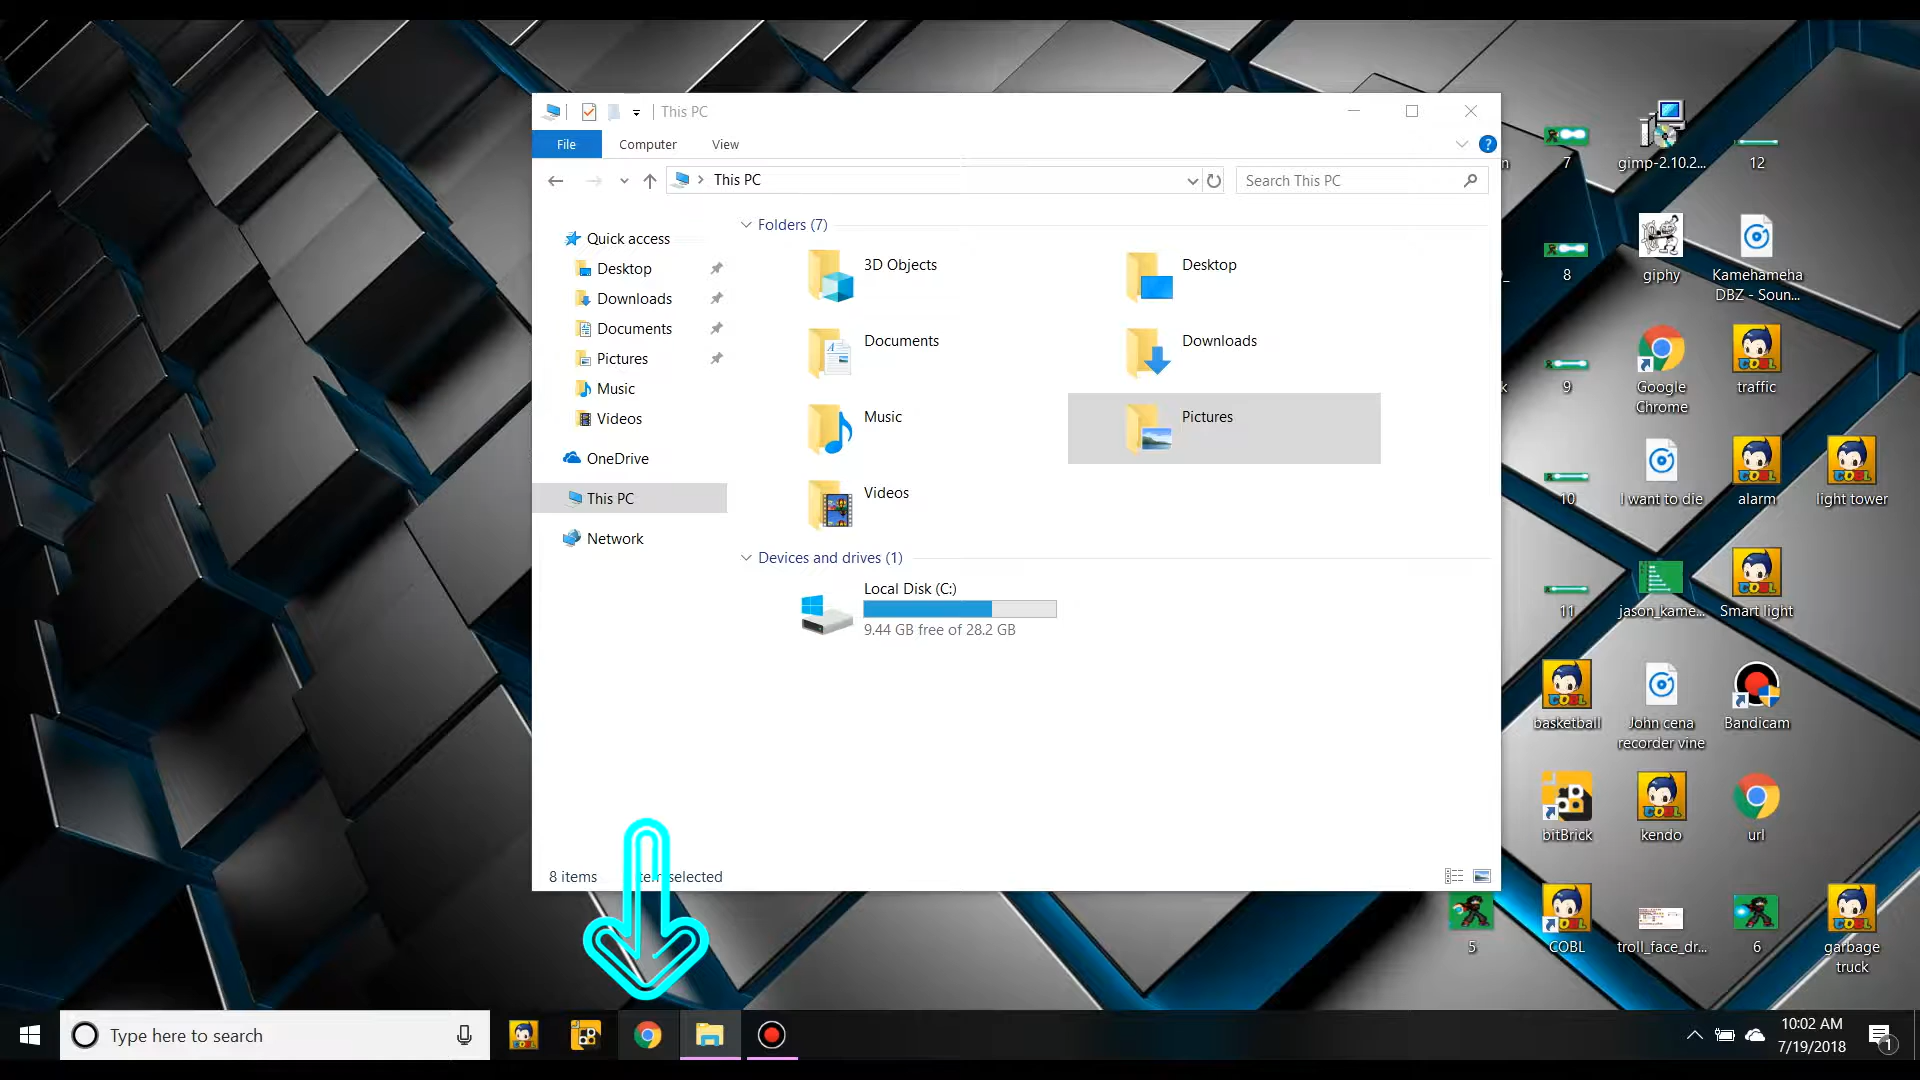 This PC
File
Computer
View
?
This PC
Search This PC
Quick access
Desktop
Downloads
Documents
Pictures
Music
Videos
OneDrive
This PC
Network
Folders (7)
3D Objects
Desktop
Documents
Downloads
Music
Pictures
Videos
Devices and drives (1)
Local Disk (C:)
9.44 GB free of 28.2 GB
8 items
selected
7
gimp-2.10.2...
12
8
giphy
Kamehameha
DBZ - Soun...
9
Google
Chrome
traffic
10
I want to die
alarm
light tower
11
jason_kame...
Smart light
basketball
John cena
recorder vine
Bandicam
bitBrick
kendo
url
5
COBL
troll_face_dr...
6
garbage
truck
Type here to search
10:02 AM
7/19/2018
1